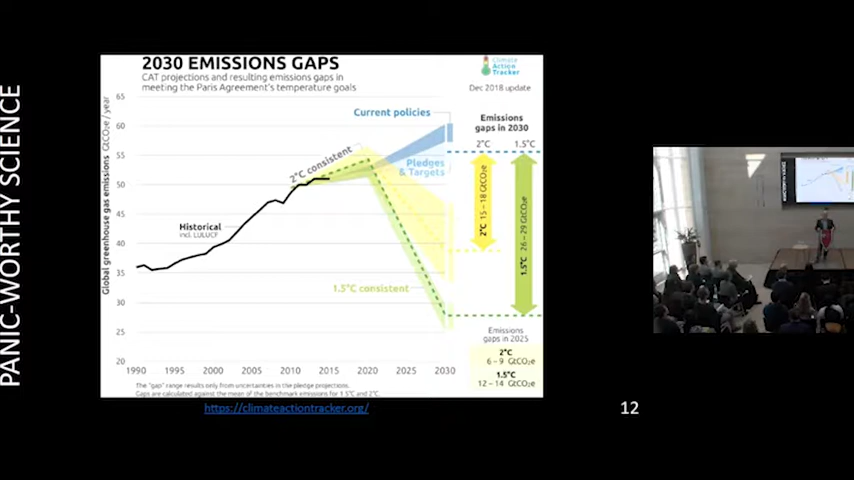 PANIC-WORTHY SCIENCE
2030 EMISSIONS GAPS
CAT projections and resulting emissions gaps in
meeting the Paris Agreement's temperature goals
Climate
Action
Tracker
Dec 2018 update
Global greenhouse gas emissions GtCO₂e / year
65
60
55
50
45
40
35
30
25
20
1990
1995
2000
2005
2010
2015
2020
2025
2030
Historical
incl. LULUCF
2°C consistent
Current policies
Pledges
& Targets
1.5°C consistent
Emissions
gaps in 2030
2°C
1.5°C
2°C 15 – 18 GtCO₂e
1.5°C 26 – 29 GtCO₂e
Emissions
gaps in 2025
2°C
6 – 9 GtCO₂e
1.5°C
12 – 14 GtCO₂e
The "gap" range results only from uncertainties in the pledge projections.
Gaps are calculated against the mean of the benchmark emissions for 1.5°C and 2°C.
https://climateactiontracker.org/
12